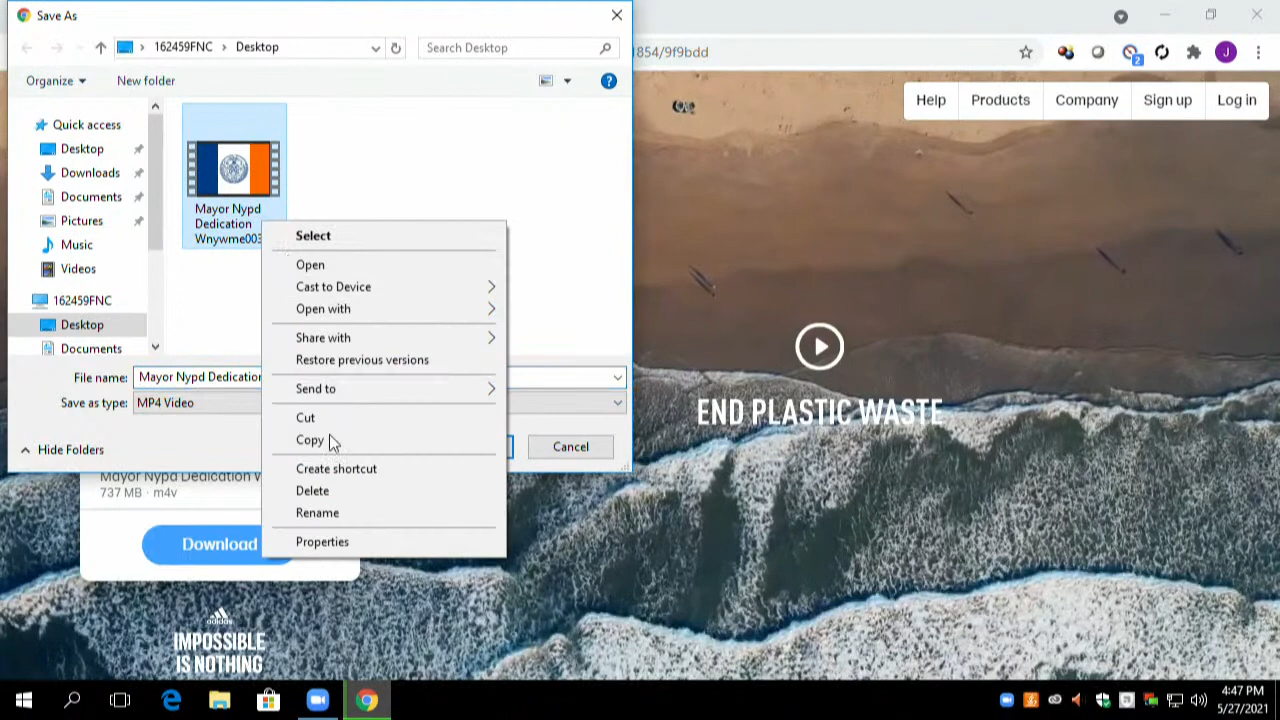 Save As
162459FNC
Desktop
Search Desktop
1854/9f9bdd
2
J
Organize
New folder
?
Help
Products
Company
Sign up
Log in
Quick access
Desktop
Downloads
Documents
Pictures
Music
Videos
162459FNC
Desktop
Documents
Mayor Nypd
Dedication
Wnywme003
Select
Open
Cast to Device
Open with
Share with
Restore previous versions
Send to
Cut
Copy
Create shortcut
Delete
Rename
Properties
File name:
Mayor Nypd Dedication
Save as type:
MP4 Video
Hide Folders
Cancel
END PLASTIC WASTE
Mayor Nypd Dedication W
737 MB · m4v
Download
adidas
IMPOSSIBLE
IS NOTHING
4:47 PM
5/27/2021